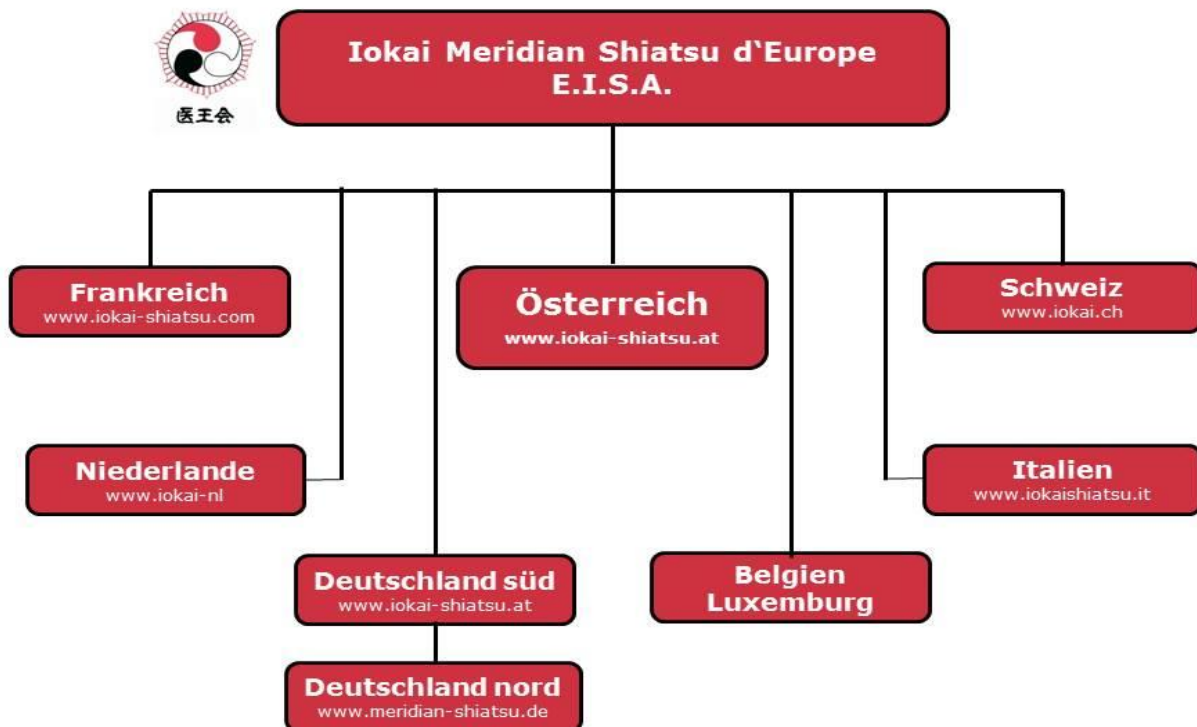 Iokai Meridian Shiatsu d‘Europe
E.I.S.A.
医王会
Frankreich
www.iokai-shiatsu.com
Österreich
www.iokai-shiatsu.at
Schweiz
www.iokai.ch
Niederlande
www.iokai-nl
Italien
www.iokaishiatsu.it
Deutschland süd
www.iokai-shiatsu.at
Belgien
Luxemburg
Deutschland nord
www.meridian-shiatsu.de